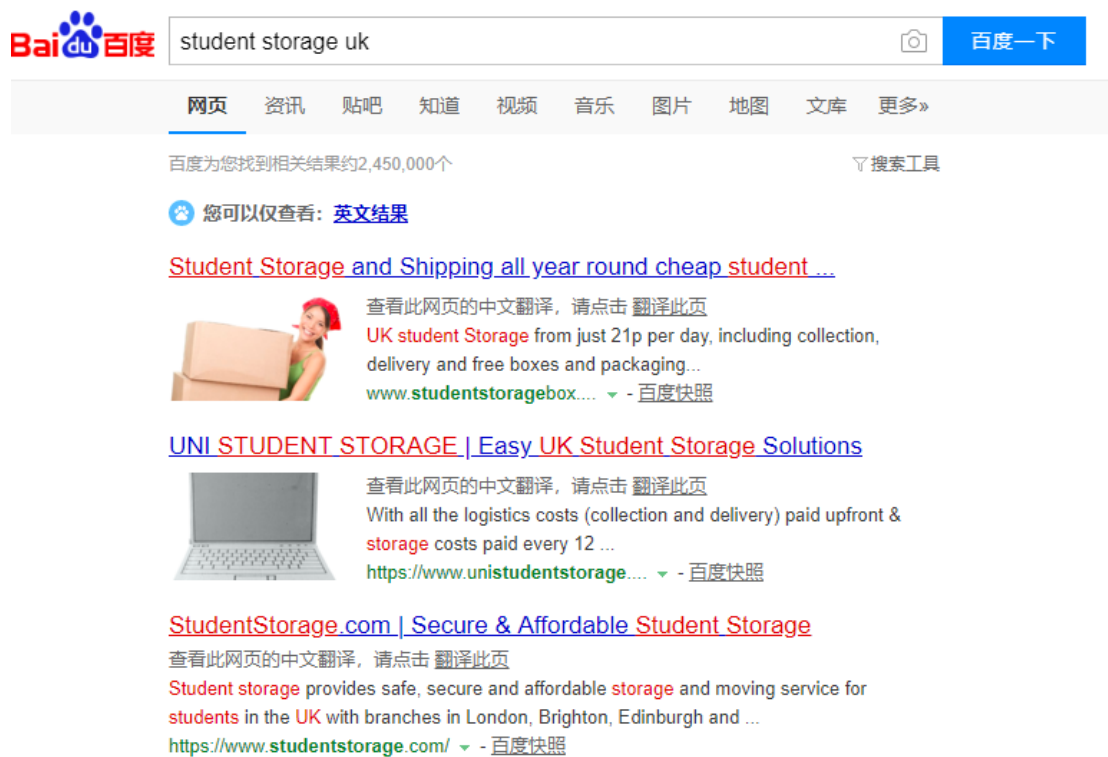 Baidu百度
student storage uk
百度一下
网页 资讯 贴吧 知道 视频 音乐 图片 地图 文库 更多»
百度为您找到相关结果约2,450,000个
搜索工具
您可以仅查看：英文结果
Student Storage and Shipping all year round cheap student ...
查看此网页的中文翻译，请点击 翻译此页
UK student Storage from just 21p per day, including collection,
delivery and free boxes and packaging...
www.studentstoragebox.... - 百度快照
UNI STUDENT STORAGE | Easy UK Student Storage Solutions
查看此网页的中文翻译，请点击 翻译此页
With all the logistics costs (collection and delivery) paid upfront &
storage costs paid every 12 ...
https://www.unistudentstorage.... - 百度快照
StudentStorage.com | Secure & Affordable Student Storage
查看此网页的中文翻译，请点击 翻译此页
Student storage provides safe, secure and affordable storage and moving service for
students in the UK with branches in London, Brighton, Edinburgh and ...
https://www.studentstorage.com/ - 百度快照